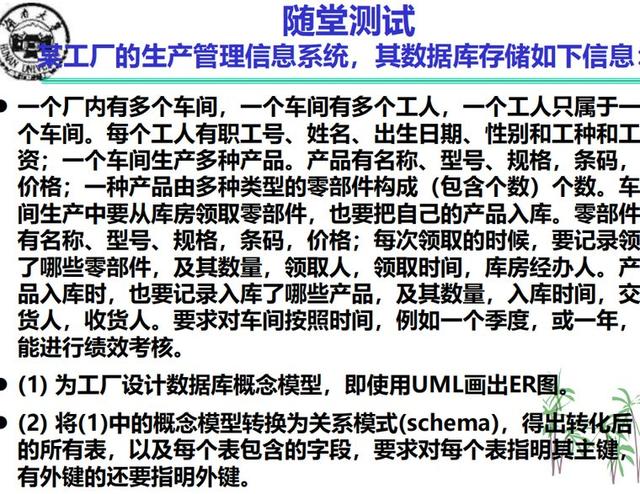 随堂测试
某工厂的生产管理信息系统，其数据库存储如下信息：
● 一个厂内有多个车间，一个车间有多个工人，一个工人只属于一
个车间。每个工人有职工号、姓名、出生日期、性别和工种和工
资；一个车间生产多种产品。产品有名称、型号、规格，条码，
价格；一种产品由多种类型的零部件构成（包含个数）个数。车
间生产中要从库房领取零部件，也要把自己的产品入库。零部件
有名称、型号、规格，条码，价格；每次领取的时候，要记录领
了哪些零部件，及其数量，领取人，领取时间，库房经办人。产
品入库时，也要记录入库了哪些产品，及其数量，入库时间，交
货人，收货人。要求对车间按照时间，例如一个季度，或一年，
能进行绩效考核。
● (1) 为工厂设计数据库概念模型，即使用UML画出ER图。
● (2) 将(1)中的概念模型转换为关系模式(schema)，得出转化后
的所有表，以及每个表包含的字段，要求对每个表指明其主键，
有外键的还要指明外键。